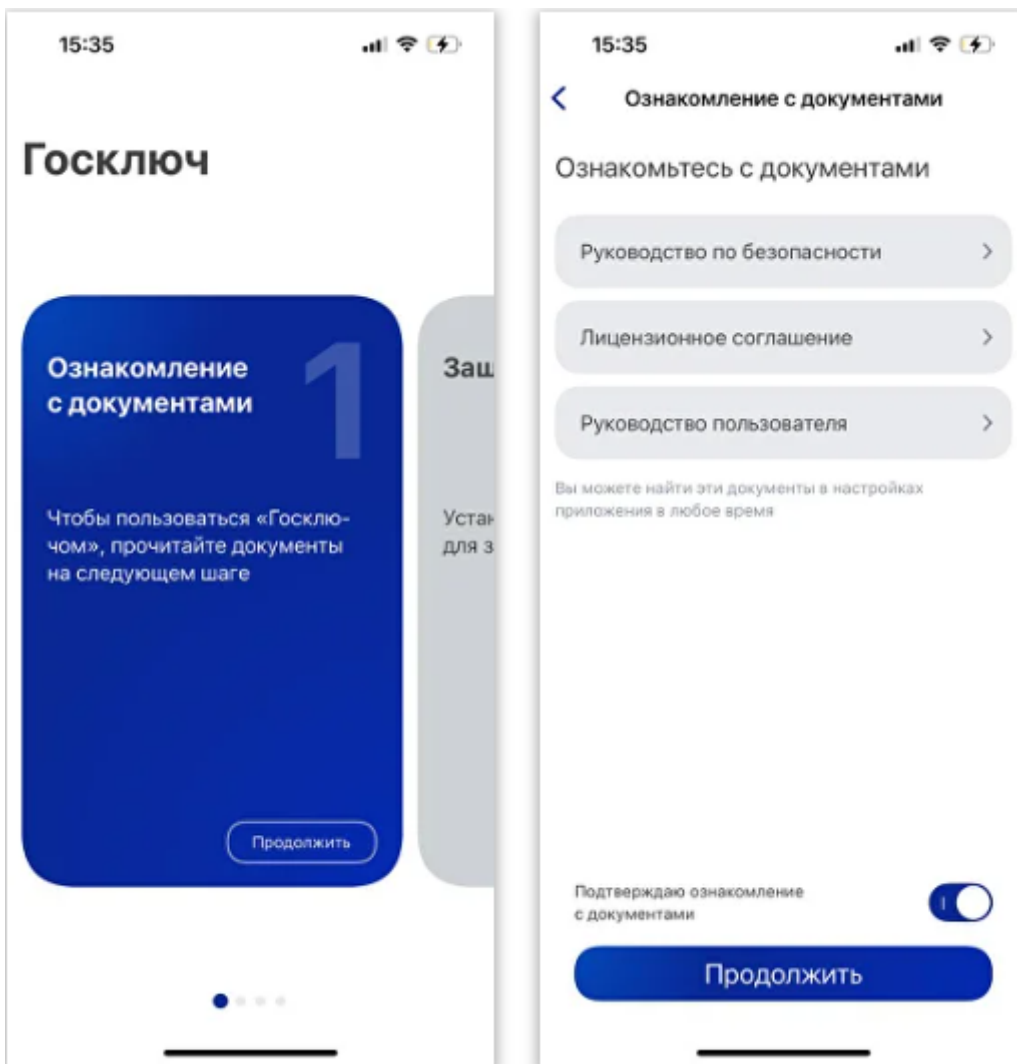 15:35
Госключ
Ознакомление
с документами
1
Чтобы пользоваться «Госклю-
чом», прочитайте документы
на следующем шаге
Продолжить
Защ
Устан
для з
15:35
Ознакомление с документами
Ознакомьтесь с документами
Руководство по безопасности
Лицензионное соглашение
Руководство пользователя
Вы можете найти эти документы в настройках
приложения в любое время
Подтверждаю ознакомление
с документами
Продолжить